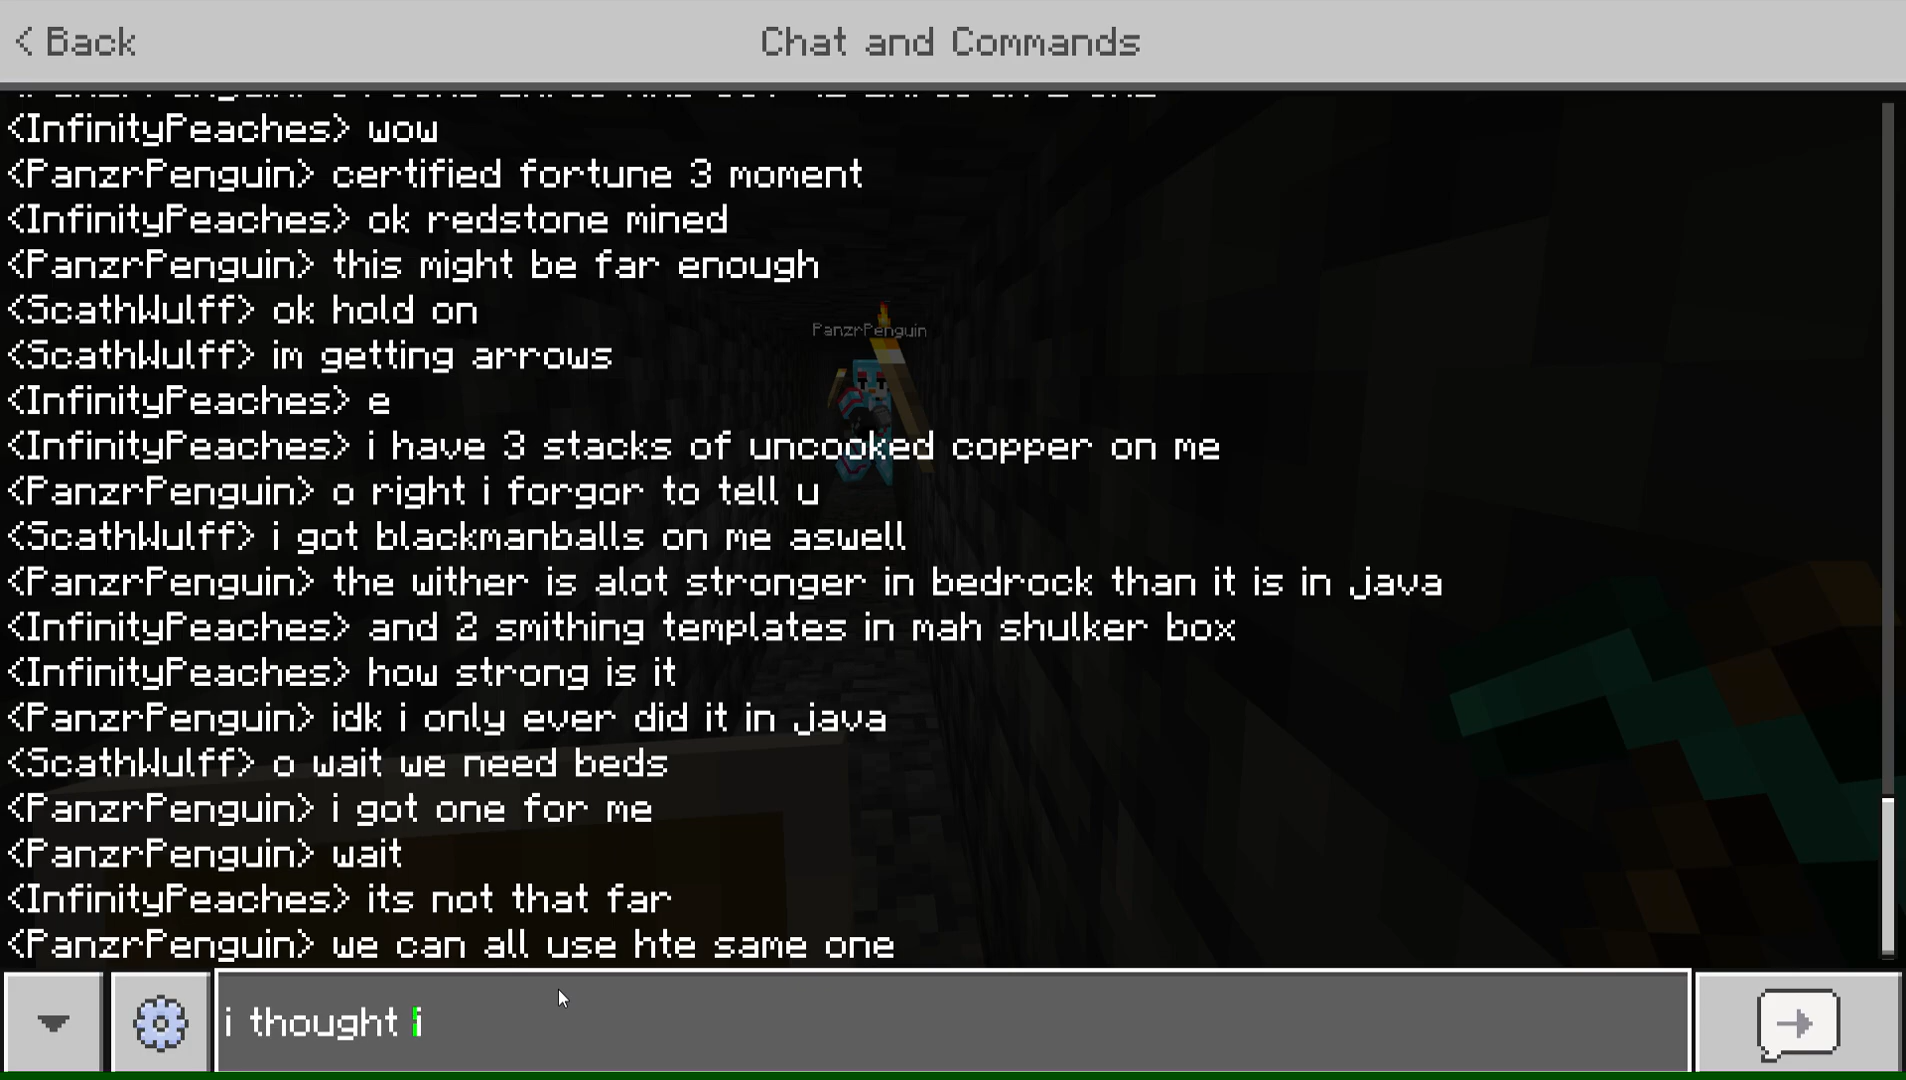 < Back
Chat and Commands
<InfinityPeaches> wow
<PanzrPenguin> certified fortune 3 moment
<InfinityPeaches> ok redstone mined
<PanzrPenguin> this might be far enough
<ScathWulff> ok hold on
PanzrPenguin
<ScathWulff> im getting arrows
<InfinityPeaches> e
<InfinityPeaches> i have 3 stacks of uncooked copper on me
<PanzrPenguin> o right i forgor to tell u
<ScathWulff> i got blackmanballs on me aswell
<PanzrPenguin> the wither is alot stronger in bedrock than it is in java
<InfinityPeaches> and 2 smithing templates in mah shulker box
<InfinityPeaches> how strong is it
<PanzrPenguin> idk i only ever did it in java
<ScathWulff> o wait we need beds
<PanzrPenguin> i got one for me
<PanzrPenguin> wait
<InfinityPeaches> its not that far
<PanzrPenguin> we can all use hte same one
i thought i